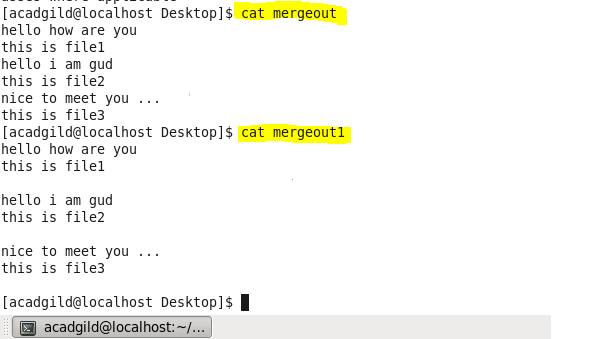 [acadgild@localhost Desktop]$ cat mergeout
hello how are you
this is file1
hello i am gud
this is file2
nice to meet you ...
this is file3
[acadgild@localhost Desktop]$ cat mergeout1
hello how are you
this is file1
hello i am gud
this is file2
nice to meet you ...
this is file3
[acadgild@localhost Desktop]$
acadgild@localhost:~/...